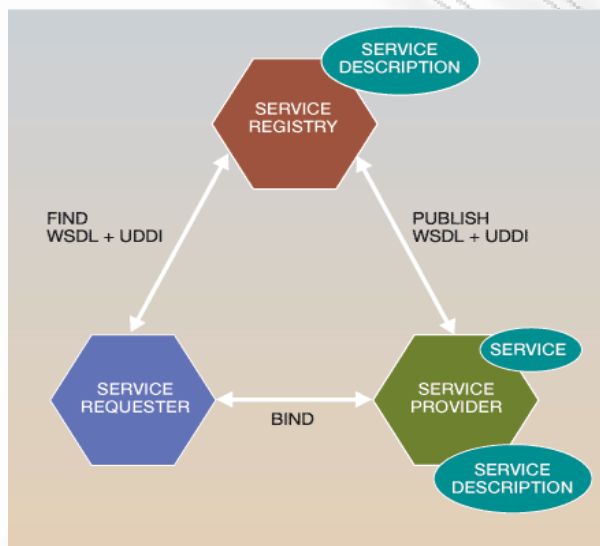 SERVICE
DESCRIPTION
SERVICE
REGISTRY
FIND
WSDL + UDDI
PUBLISH
WSDL + UDDI
SERVICE
SERVICE
REQUESTER
BIND
SERVICE
PROVIDER
SERVICE
DESCRIPTION